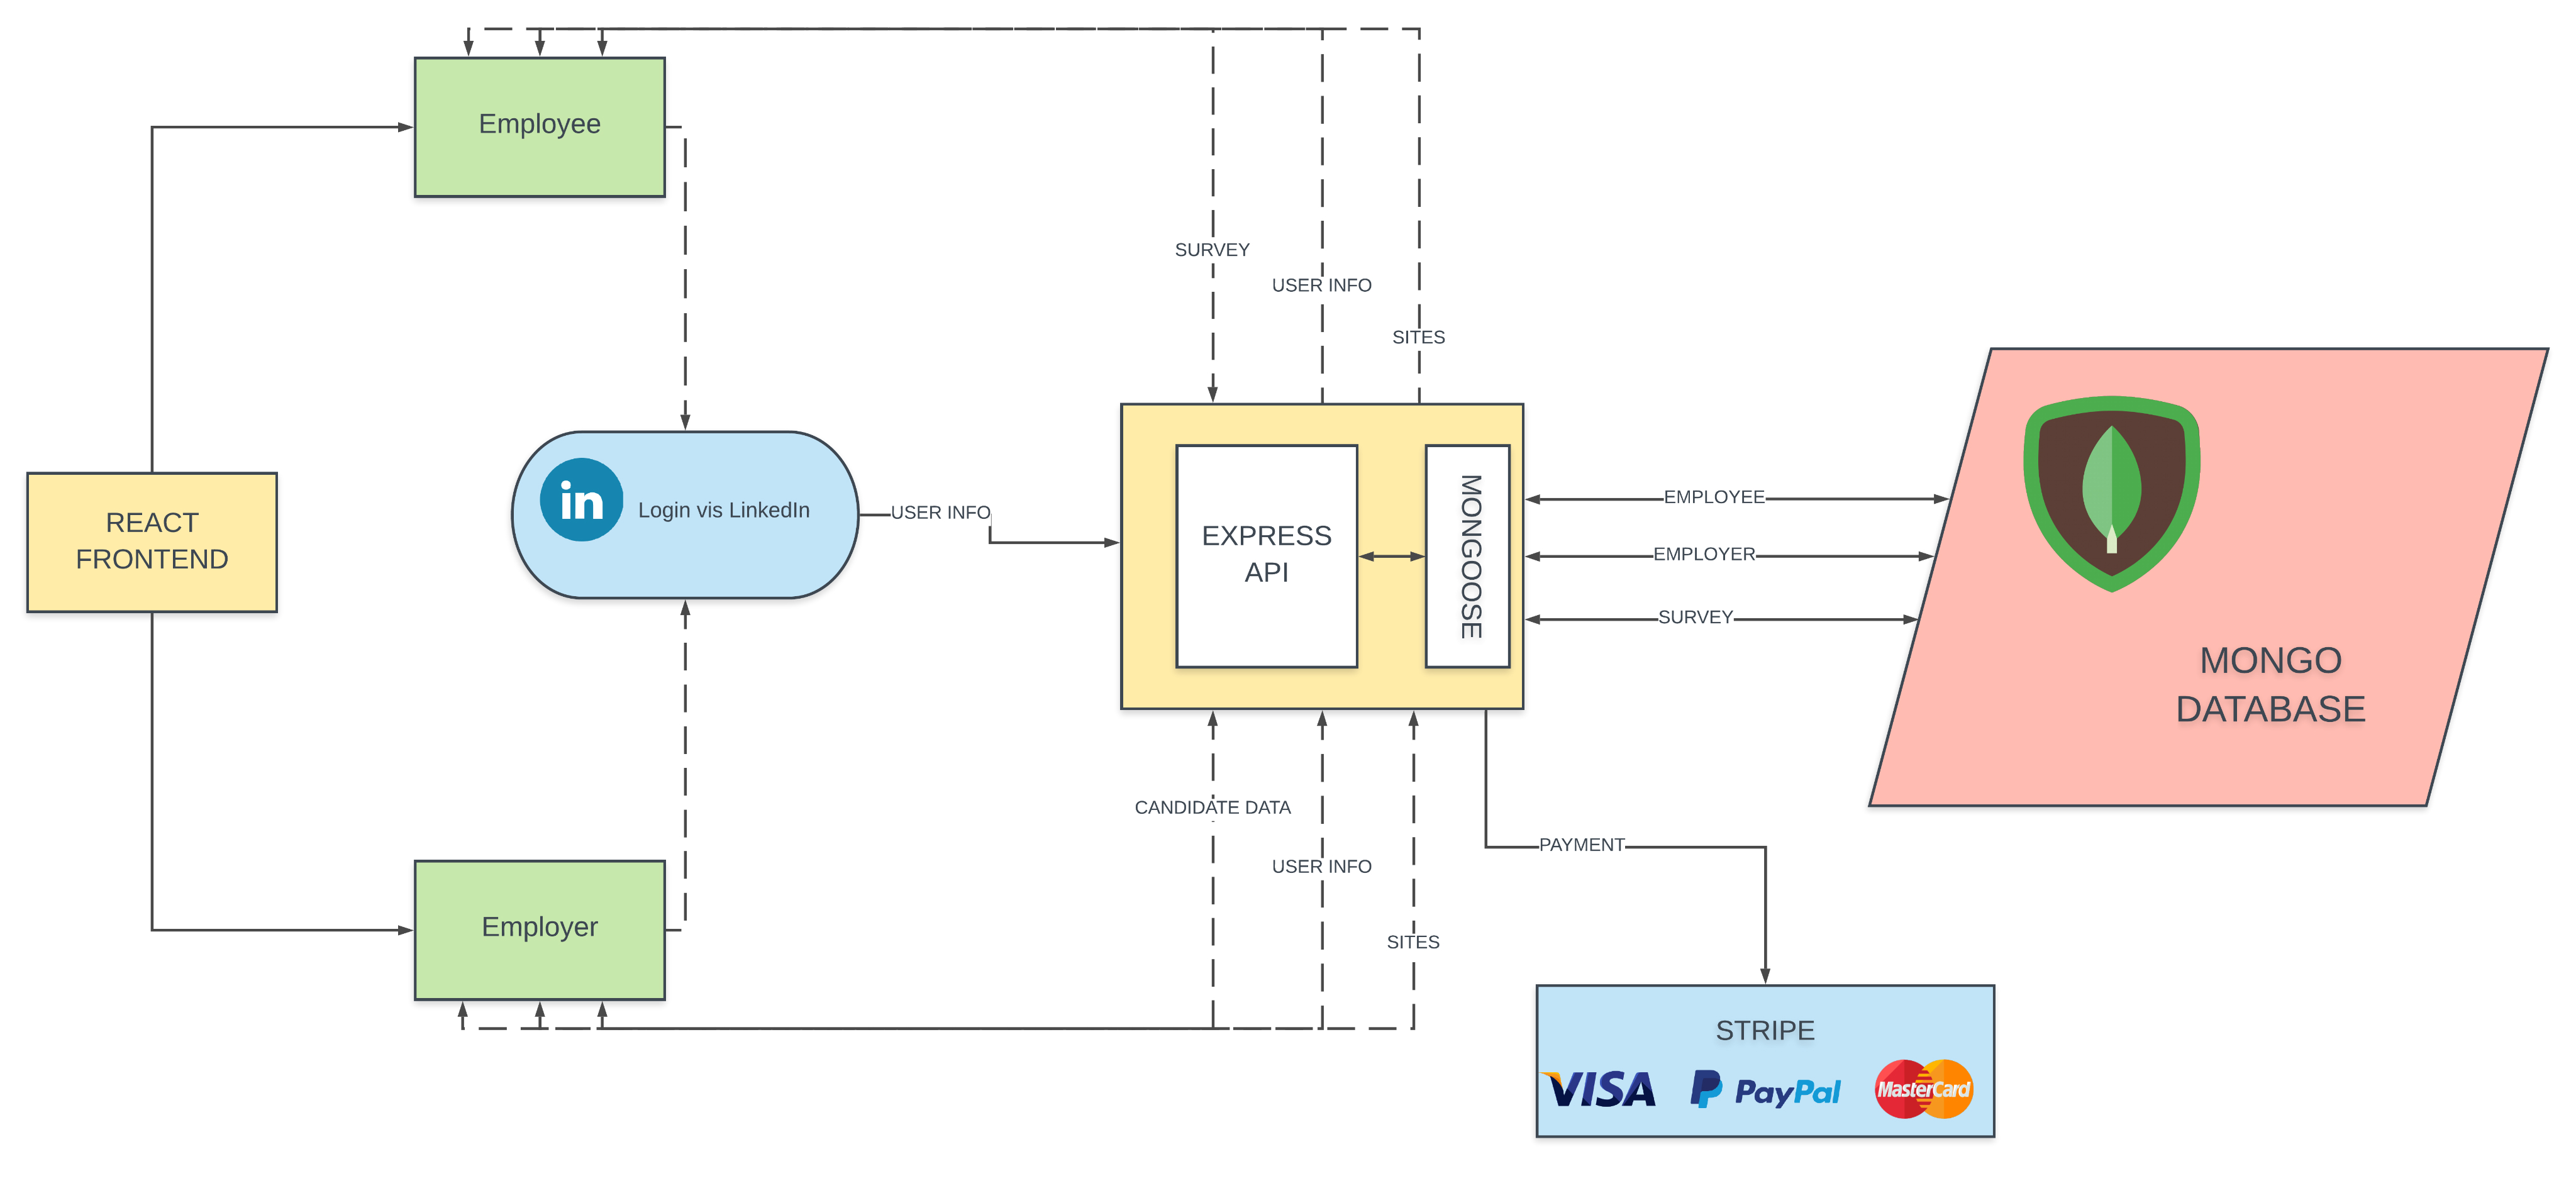 Employee
SURVEY
USER INFO
SITES
REACT
FRONTEND
in
Login vis LinkedIn
USER INFO
EXPRESS
API
MONGOOSE
EMPLOYEE
EMPLOYER
SURVEY
MONGO
DATABASE
CANDIDATE DATA
USER INFO
SITES
PAYMENT
Employer
STRIPE
VISA
PayPal
MasterCard